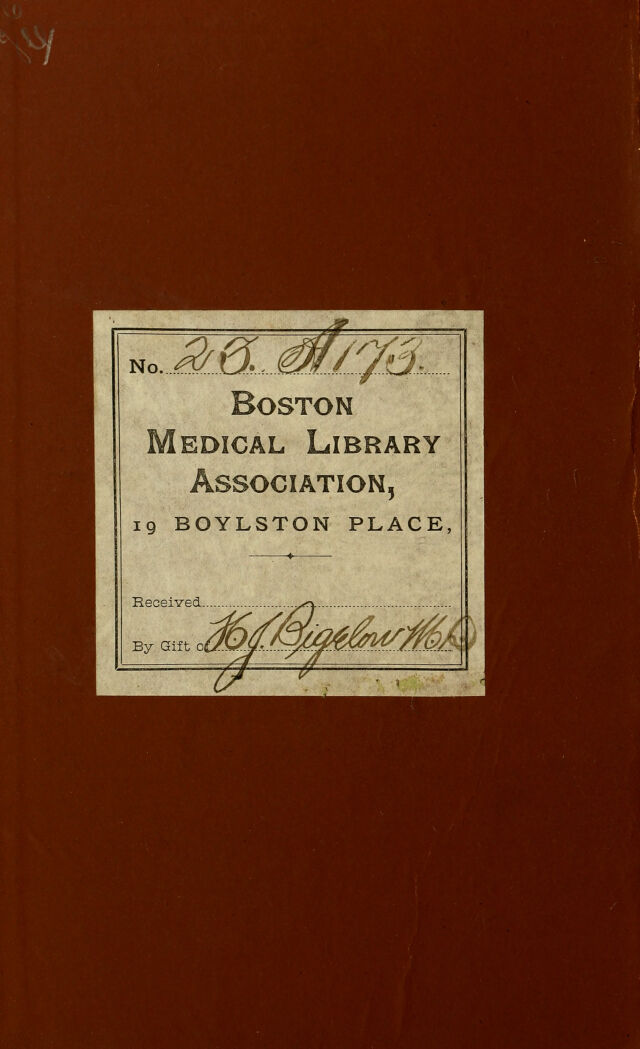 No. 23. A 173.
BOSTON
MEDICAL LIBRARY
ASSOCIATION,
19 BOYLSTON PLACE,
Received
By Gift of H J. Bigelow M D